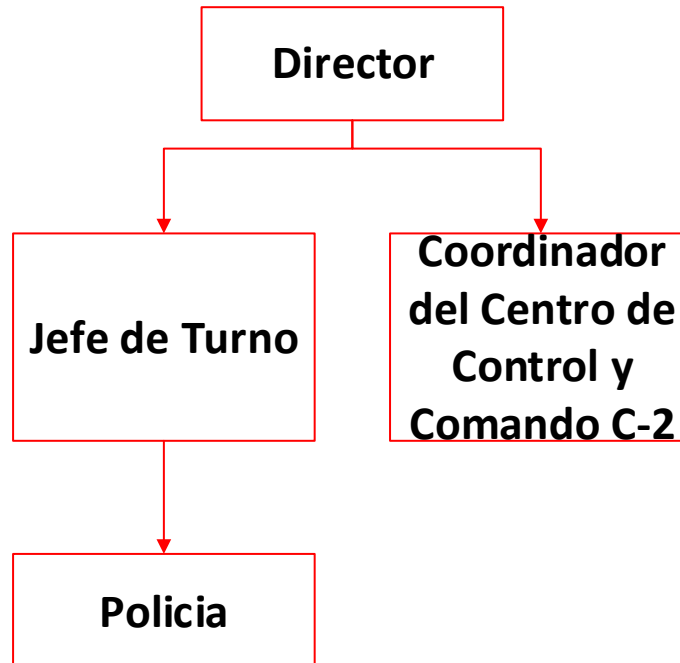 Director
Jefe de Turno
Coordinador
del Centro de
Control y
Comando C-2
Policia